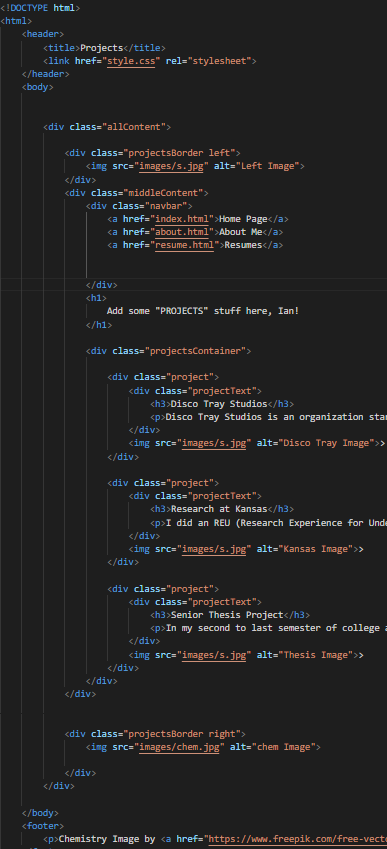 <!DOCTYPE html>
<html>
<header>
<title>Projects</title>
<link href="style.css" rel="stylesheet">
</header>
<body>
<div class="allContent">
<div class="projectsBorder left">
<img src="images/s.jpg" alt="Left Image">
</div>
<div class="middleContent">
<div class="navbar">
<a href="index.html">Home Page</a>
<a href="about.html">About Me</a>
<a href="resume.html">Resumes</a>
</div>
<h1>
Add some "PROJECTS" stuff here, Ian!
</h1>
<div class="projectsContainer">
<div class="project">
<div class="projectText">
<h3>Disco Tray Studios</h3>
<p>Disco Tray Studios is an organization
</div>
<img src="images/s.jpg" alt="Disco Tray Image">>
</div>
<div class="project">
<div class="projectText">
<h3>Research at Kansas</h3>
<p>I did an REU (Research Experience for
</div>
<img src="images/s.jpg" alt="Kansas Image">>
</div>
<div class="project">
<div class="projectText">
<h3>Senior Thesis Project</h3>
<p>In my second to last semester of college
</div>
<img src="images/s.jpg" alt="Thesis Image">>
</div>
</div>
</div>
<div class="projectsBorder right">
<img src="images/chem.jpg" alt="chem Image">
</div>
</div>
</body>
<footer>
<p>Chemistry Image by <a href="https://www.freepik.com/free-vect